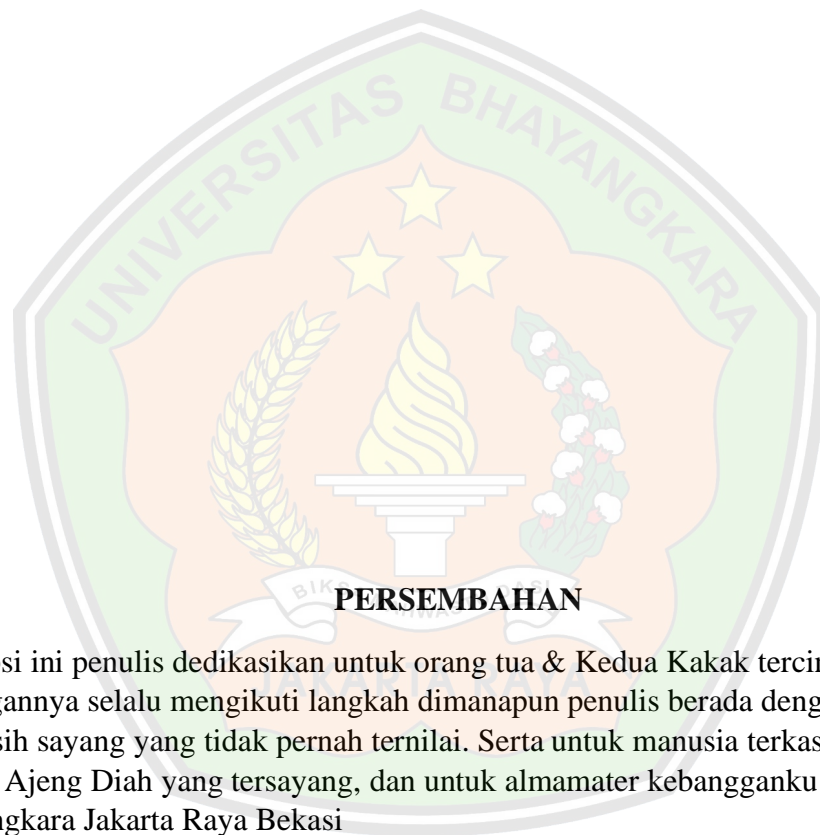 UNIVERSITAS BHAYANGKARA
PERSEMBAHAN
si ini penulis dedikasikan untuk orang tua & Kedua Kakak tercin
gannya selalu mengikuti langkah dimanapun penulis berada deng
sih sayang yang tidak pernah ternilai. Serta untuk manusia terkas
Ajeng Diah yang tersayang, dan untuk almamater kebangganku
JAKARTA RAYA
ngkara Jakarta Raya Bekasi